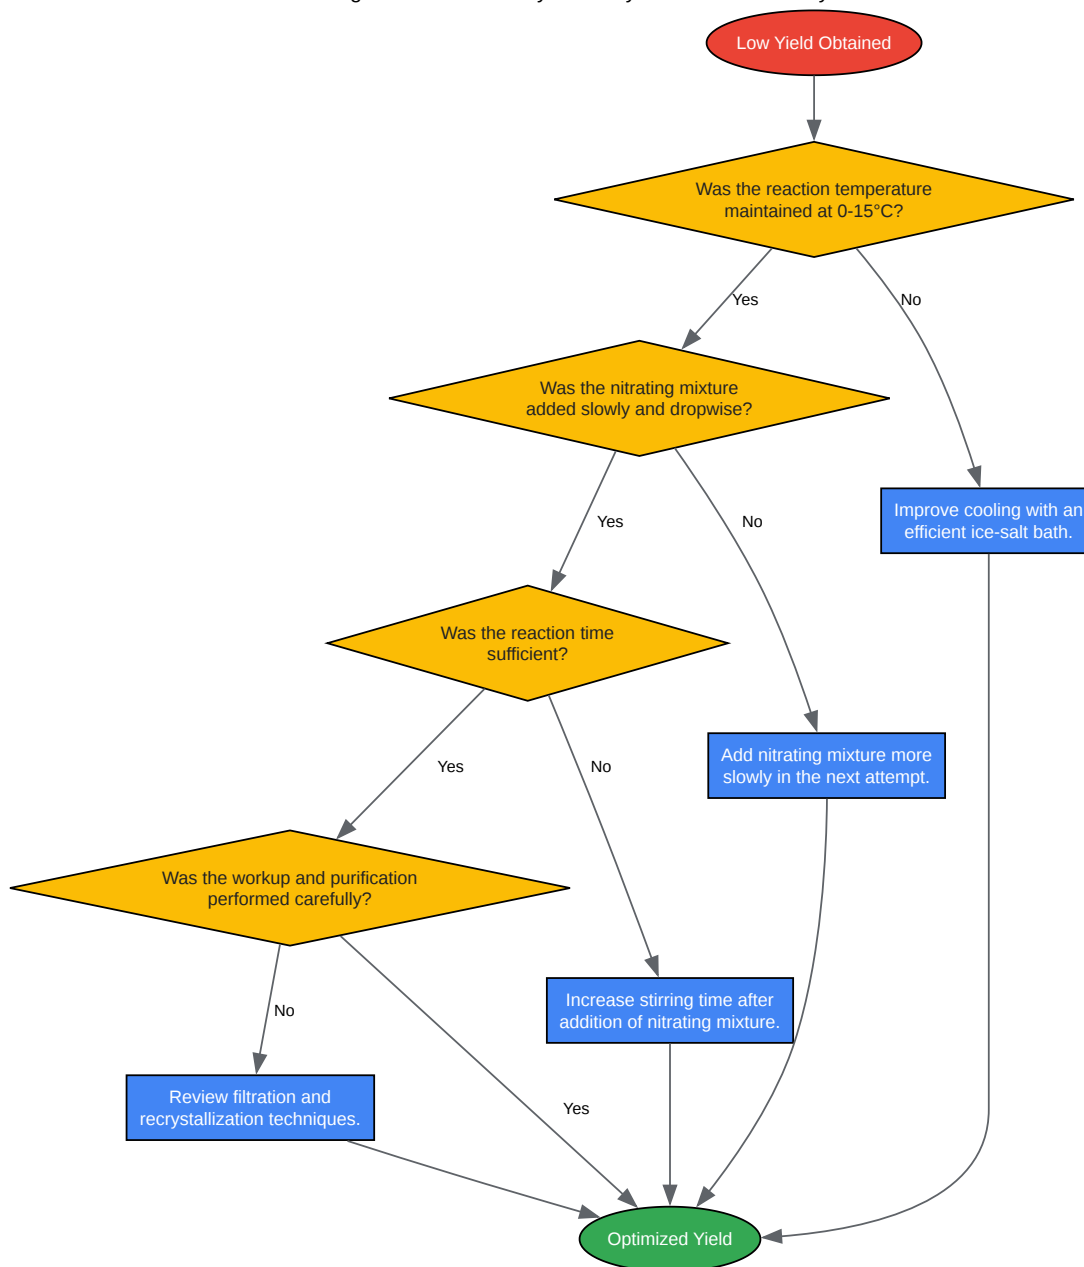 Low Yield Obtained
Was the reaction temperature
maintained at 0-15°C?
Yes
No
Was the nitrating mixture
added slowly and dropwise?
Improve cooling with an
efficient ice-salt bath.
Yes
No
Was the reaction time
sufficient?
Add nitrating mixture more
slowly in the next attempt.
Yes
No
Was the workup and purification
performed carefully?
Increase stirring time after
addition of nitrating mixture.
No
Review filtration and
recrystallization techniques.
Yes
Optimized Yield